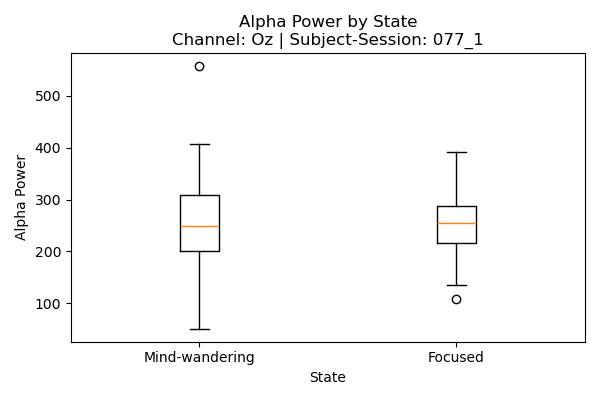 Alpha Power by State
Channel: Oz | Subject-Session: 077_1
Alpha Power
500
400
300
200
100
Mind-wandering
Focused
State